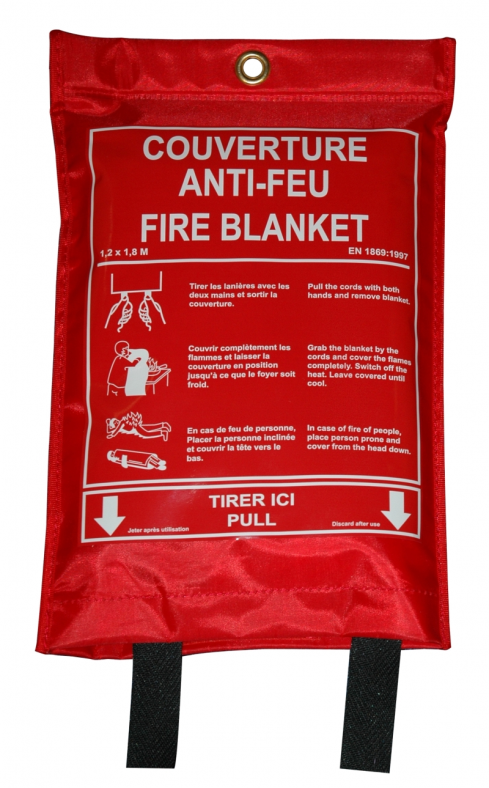 COUVERTURE
ANTI-FEU
FIRE BLANKET
1,2 x 1,8 M
EN 1869:1997
Tirer les lanières avec les
deux mains et sortir la
couverture.
Pull the cords with both
hands and remove blanket.
Couvrir complètement les
flammes et laisser la
couverture en position
jusqu'à ce que le foyer soit
froid.
Grab the blanket by the
cords and cover the flames
completely. Switch off the
heat. Leave covered until
cool.
En cas de feu de personne,
Placer la personne inclinée
et couvrir la tête vers le
bas.
In case of fire of people,
place person prone and
cover from the head down.
TIRER ICI
PULL
Jeter après utilisation
Discard after use